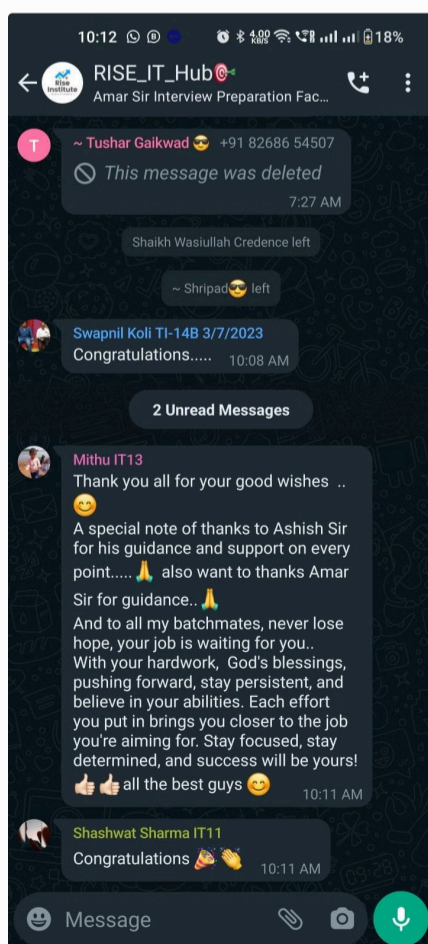 10:12 4.00 KB/S 18%
Rise Institute
RISE_IT_Hub🎯
Amar Sir Interview Preparation Fac...
T
~ Tushar Gaikwad 😎 +91 82686 54507
This message was deleted
7:27 AM
Shaikh Wasiullah Credence left
~ Shripad😎 left
Swapnil Koli TI-14B 3/7/2023
Congratulations..... 10:08 AM
2 Unread Messages
Mithu IT13
Thank you all for your good wishes ..
😊
A special note of thanks to Ashish Sir
for his guidance and support on every
point.....🙏 also want to thanks Amar
Sir for guidance..🙏
And to all my batchmates, never lose
hope, your job is waiting for you..
With your hardwork, God's blessings,
pushing forward, stay persistent, and
believe in your abilities. Each effort
you put in brings you closer to the job
you're aiming for. Stay focused, stay
determined, and success will be yours!
👍🏻👍🏻all the best guys 😊 10:11 AM
Shashwat Sharma IT11
Congratulations 🎉👏 10:11 AM
Message